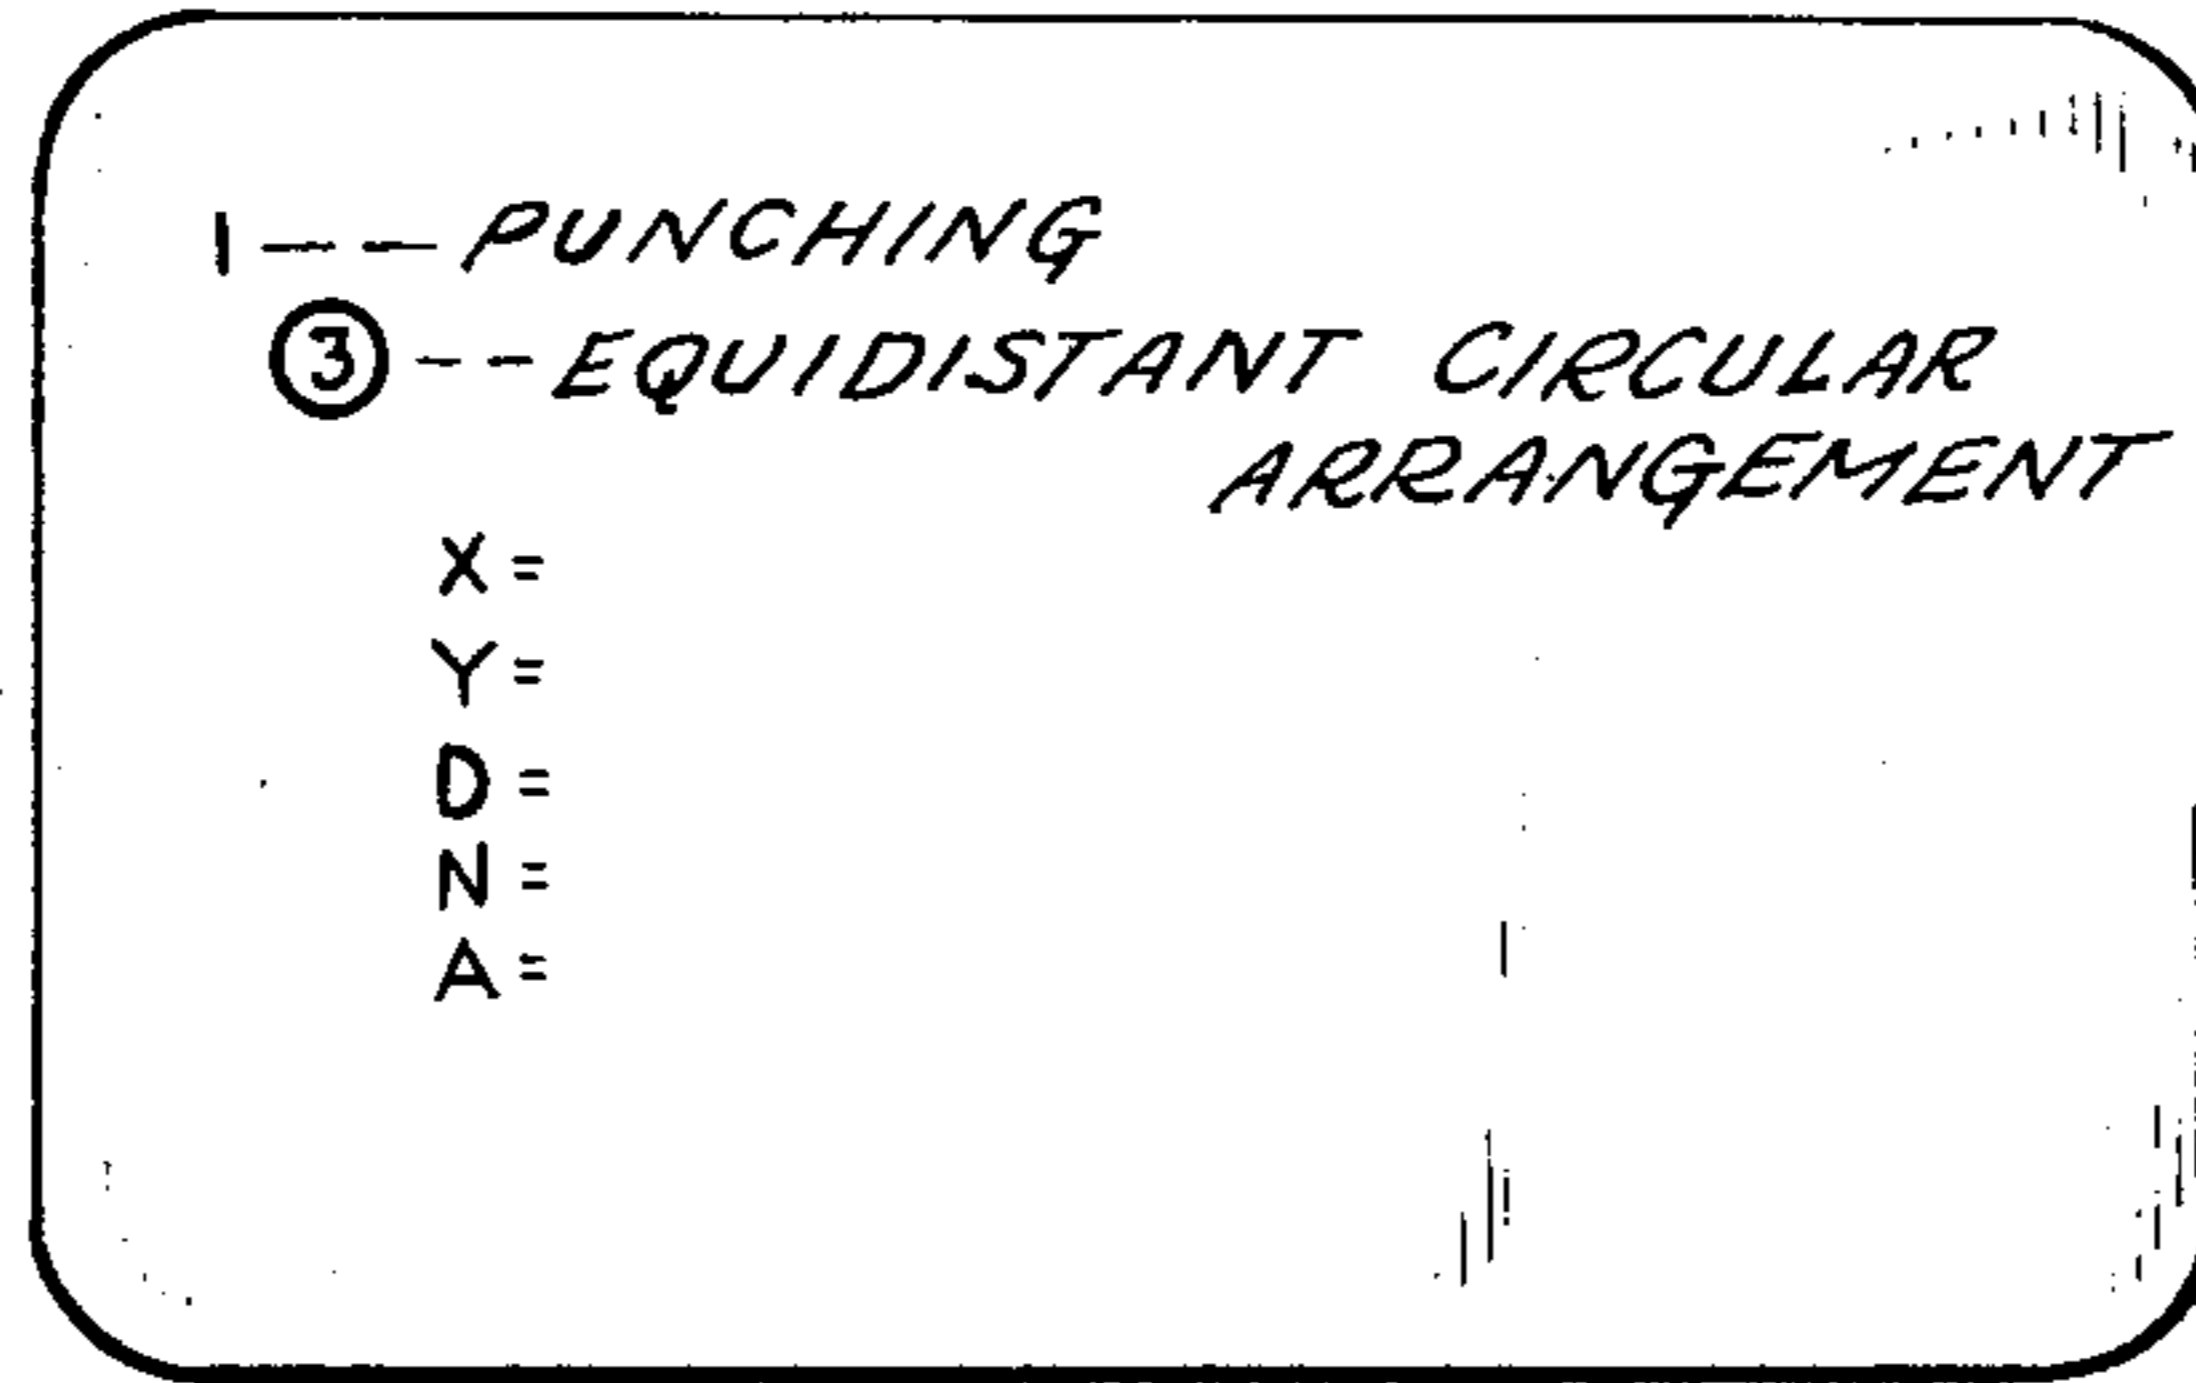 1 -- PUNCHING
③ -- EQUIDISTANT CIRCULAR
ARRANGEMENT
X =
Y =
D =
N =
A =